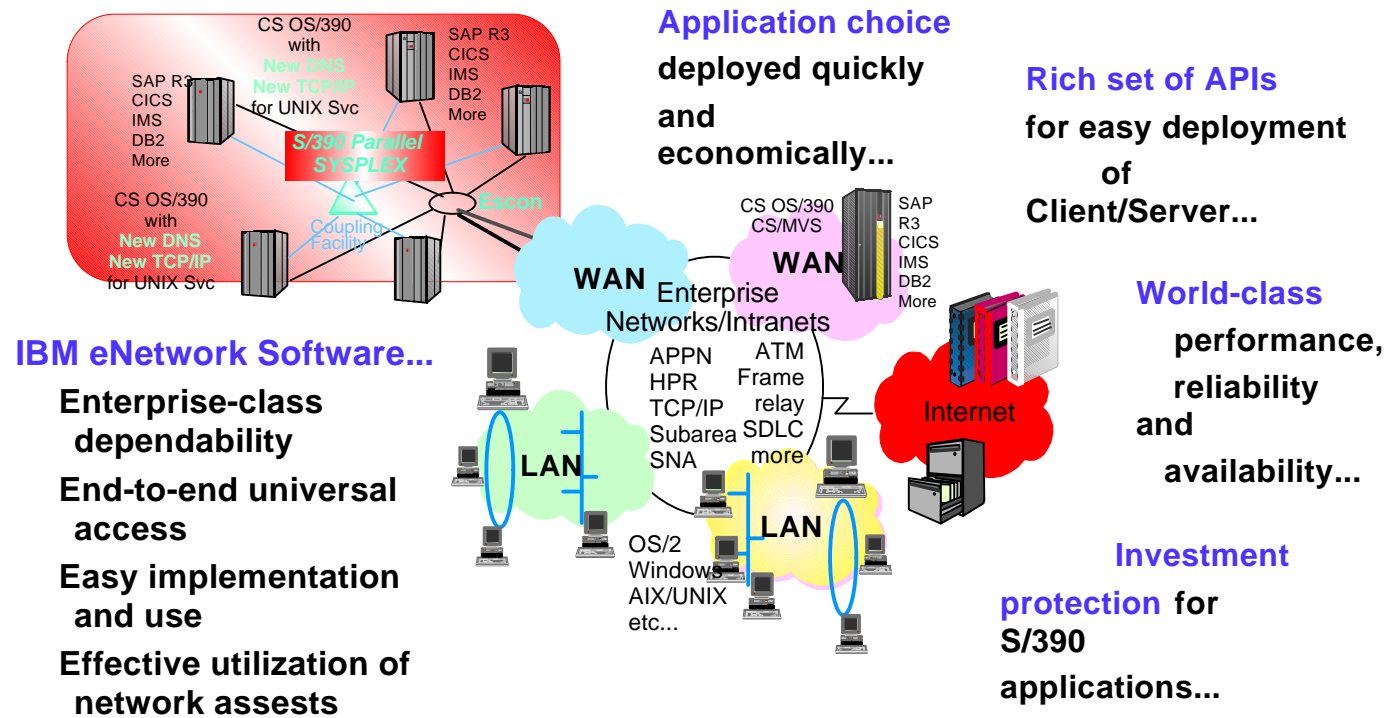 CS OS/390
with
New DNS
New TCP/IP
for UNIX Svc
SAP R3
CICS
IMS
DB2
More
SAP R3
CICS
IMS
DB2
More
S/390 Parallel
SYSPLEX
CS OS/390
with
New DNS
New TCP/IP
for UNIX Svc
Coupling
Facility
Escon
Application choice
deployed quickly
and
economically...
Rich set of APIs
for easy deployment
of
Client/Server...
CS OS/390
CS/MVS
SAP
R3
CICS
IMS
DB2
More
WAN
WAN
Enterprise
Networks/Intranets
APPN
HPR
TCP/IP
Subarea
SNA
ATM
Frame
relay
SDLC
more
Internet
World-class
performance,
reliability
and
availability...
IBM eNetwork Software...
Enterprise-class
dependability
End-to-end universal
access
Easy implementation
and use
Effective utilization of
network assests
LAN
LAN
OS/2
Windows
AIX/UNIX
etc...
Investment
protection for
S/390
applications...